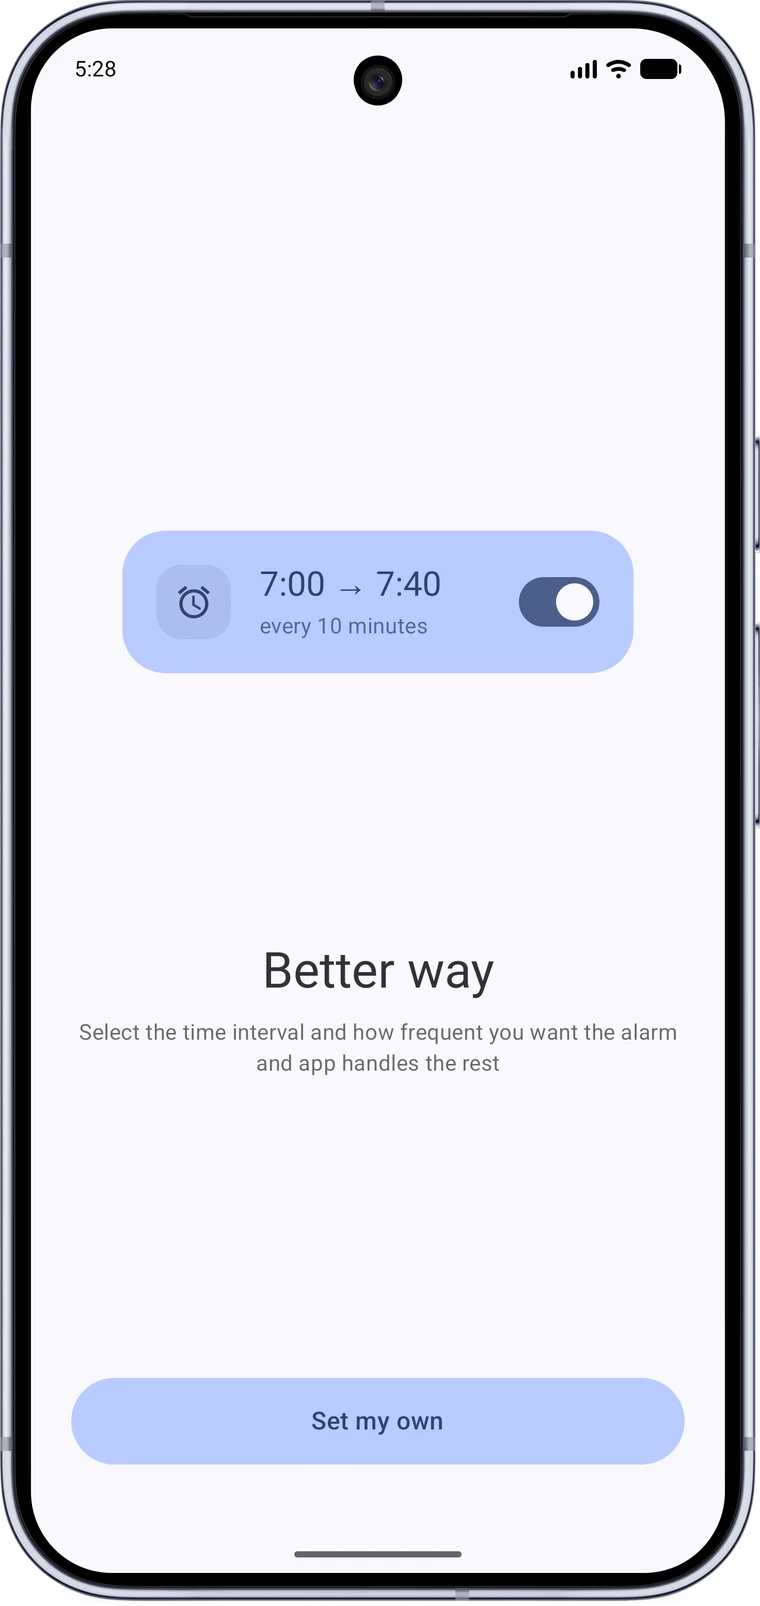 5:28
7:00 → 7:40
every 10 minutes
Better way
Select the time interval and how frequent you want the alarm
and app handles the rest
Set my own